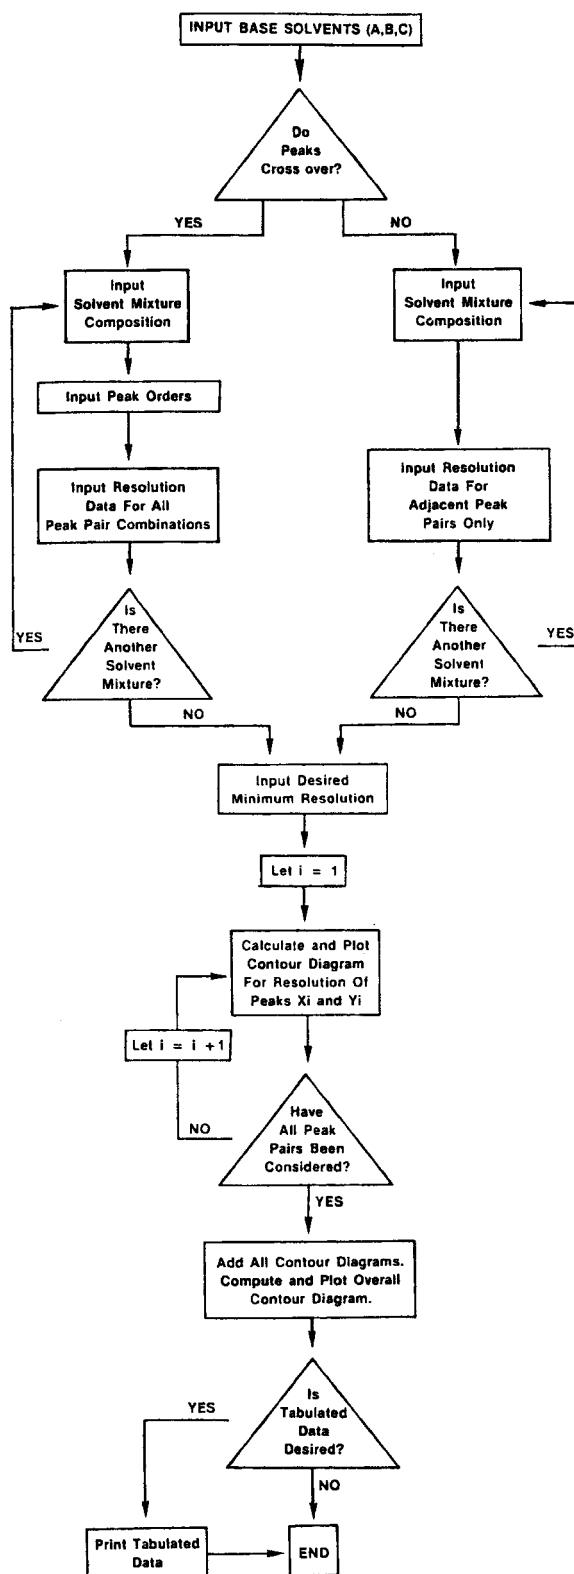 INPUT BASE SOLVENTS (A,B,C)
Do
Peaks
Cross over?
YES
NO
Input
Solvent Mixture
Composition
Input
Solvent Mixture
Composition
Input Peak Orders
Input Resolution
Data For All
Peak Pair Combinations
Input Resolution
Data For
Adjacent Peak
Pairs Only
Is
There
Another
Solvent
Mixture?
YES
NO
Is
There
Another
Solvent
Mixture?
YES
NO
Input Desired
Minimum Resolution
Let i = 1
Calculate and Plot
Contour Diagram
For Resolution Of
Peaks Xi and Yi
Let i = i + 1
NO
Have
All Peak
Pairs Been
Considered?
YES
Add All Contour Diagrams.
Compute and Plot Overall
Contour Diagram.
Is
Tabulated
Data
Desired?
YES
NO
Print Tabulated
Data
END